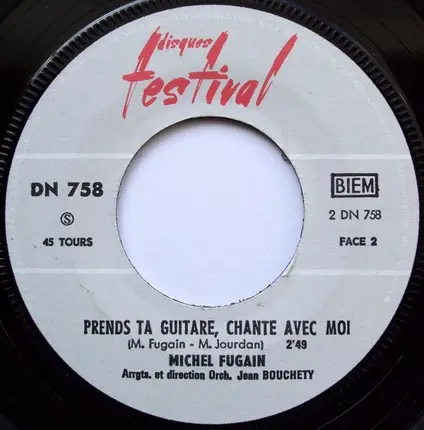 disques
festival
DN 758
Ⓢ
45 TOURS
BIEM
2 DN 758
FACE 2
PRENDS TA GUITARE, CHANTE AVEC MOI
(M. Fugain - M. Jourdan) 2'49
MICHEL FUGAIN
Arrgts. et direction Orch. Jean BOUCHETY